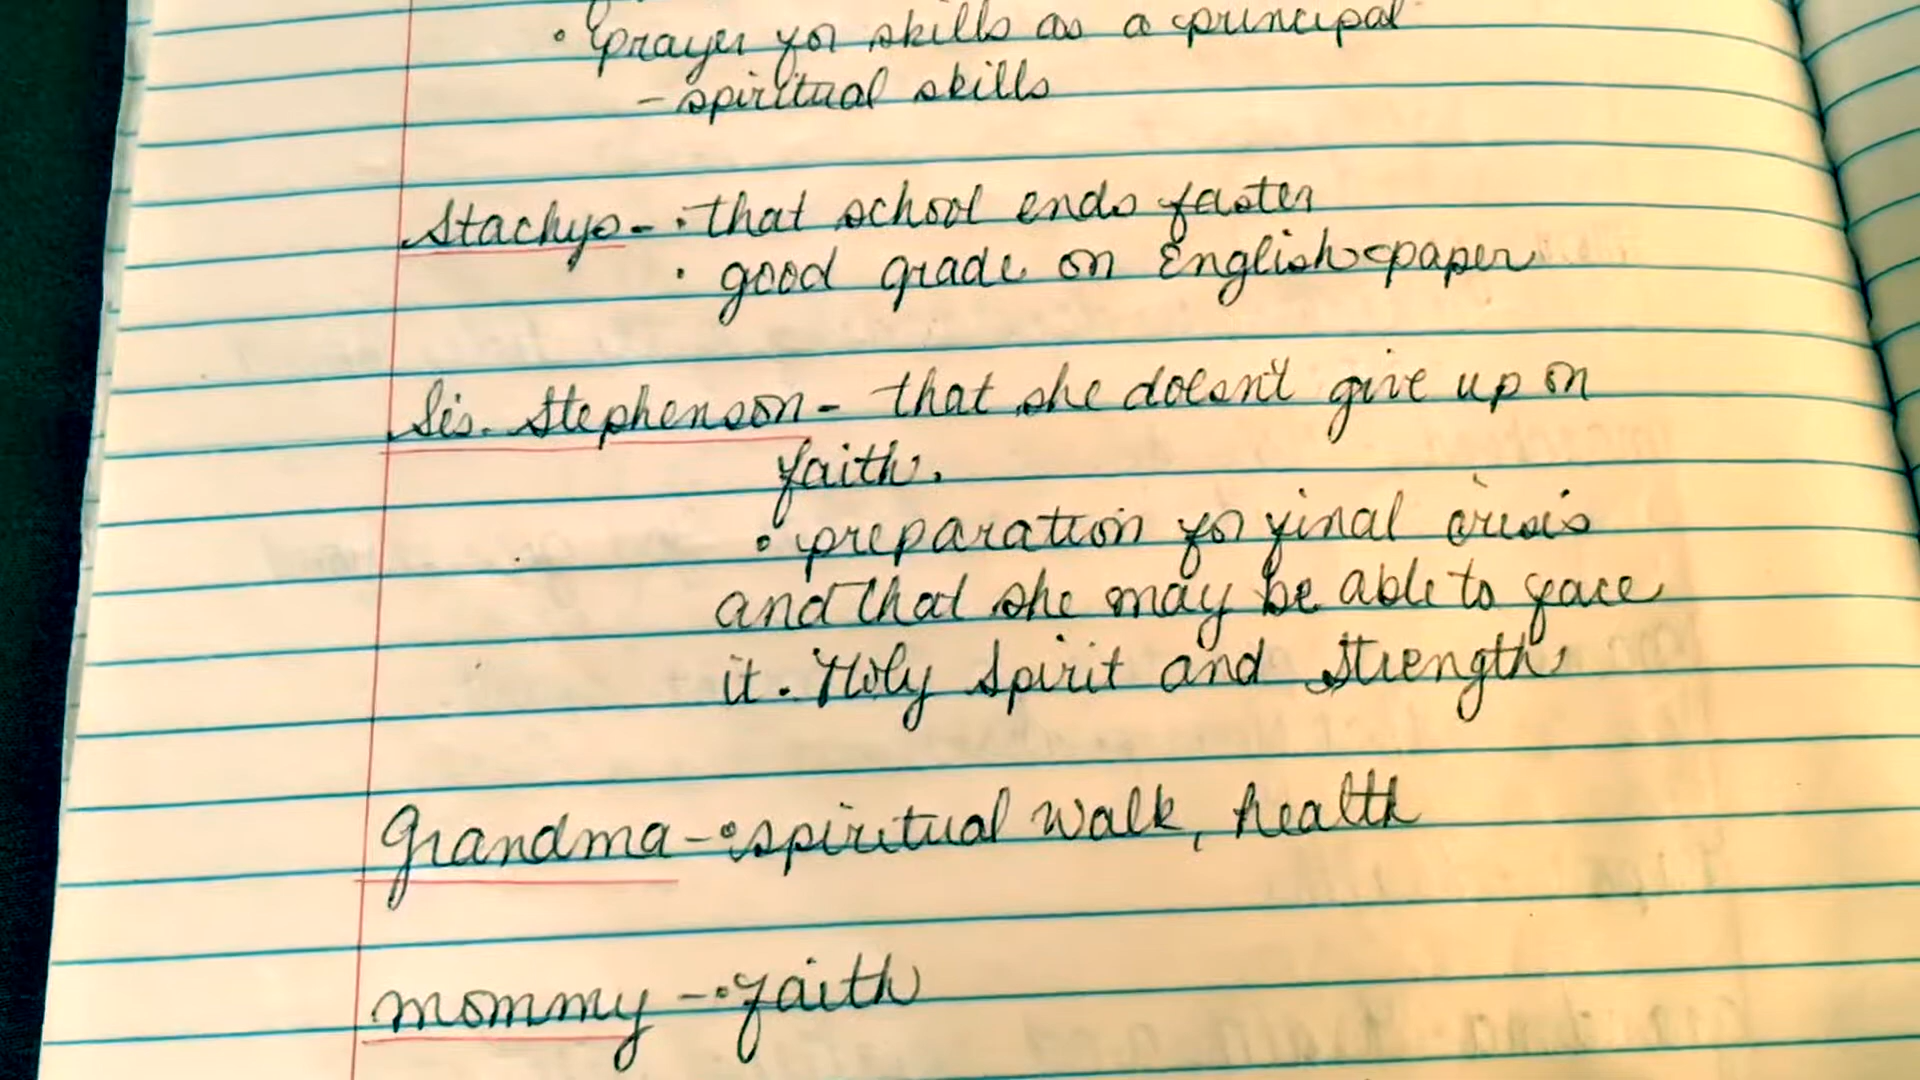 • prayer for skills as a principal
- spiritual skills
Stachys - • that school ends faster
• good grade on English paper
Sis. Stephenson - that she doesn't give up on
faith.
• preparation for final crisis
and that she may be able to face
it. Holy Spirit and strength
Grandma - • spiritual walk, health
mommy - • faith